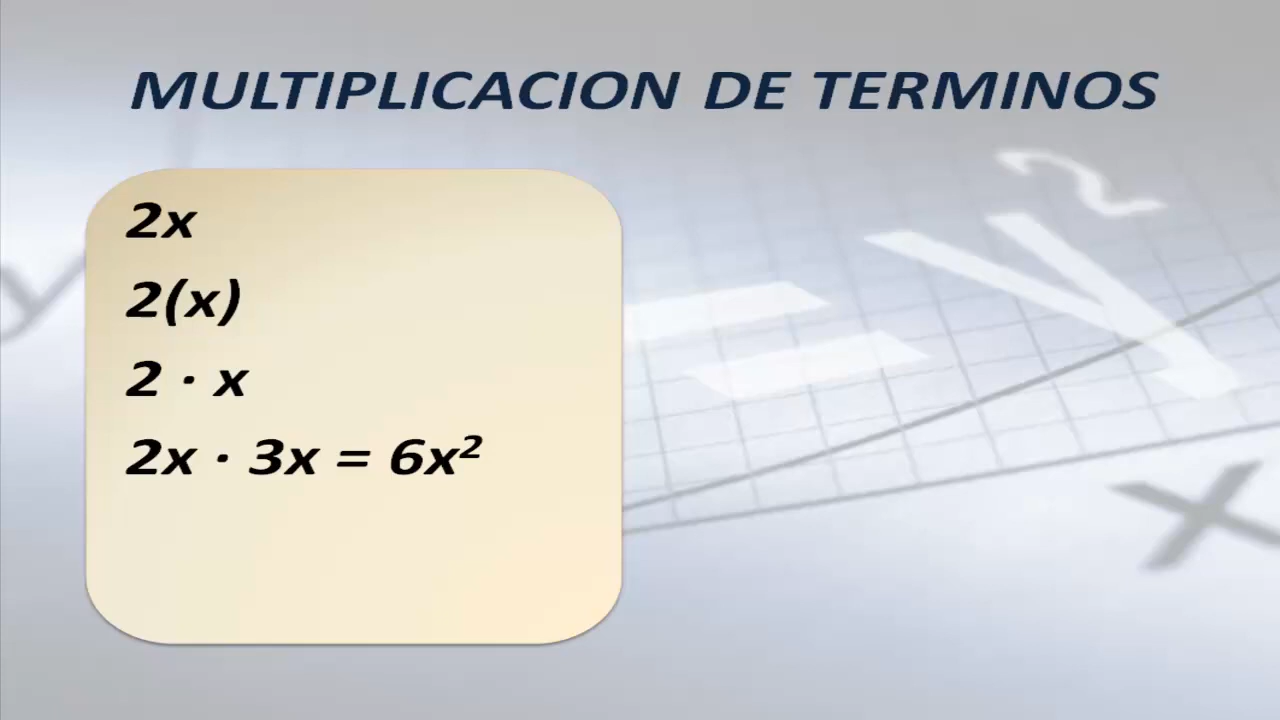 MULTIPLICACION DE TERMINOS
2x
2(x)
2 · x
2x · 3x = 6x²